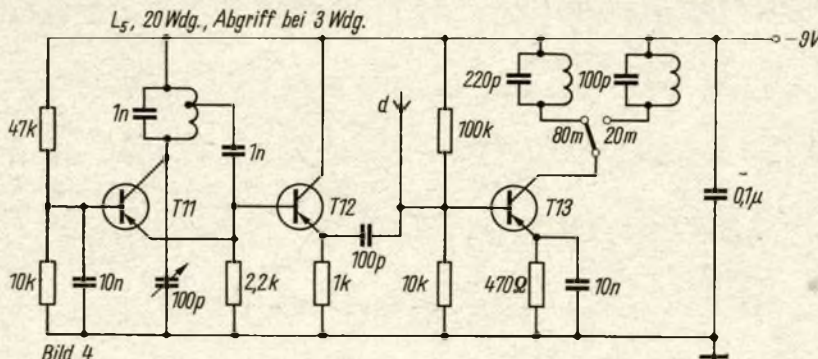 L5, 20 Wdg., Abgriff bei 3 Wdg.
−9V
220p
100p
1n
d
80m
20m
47k
1n
100k
T11
T12
T13
0,1µ
100p
10k
10n
100p
2,2k
1k
10k
470Ω
10n
Bild 4